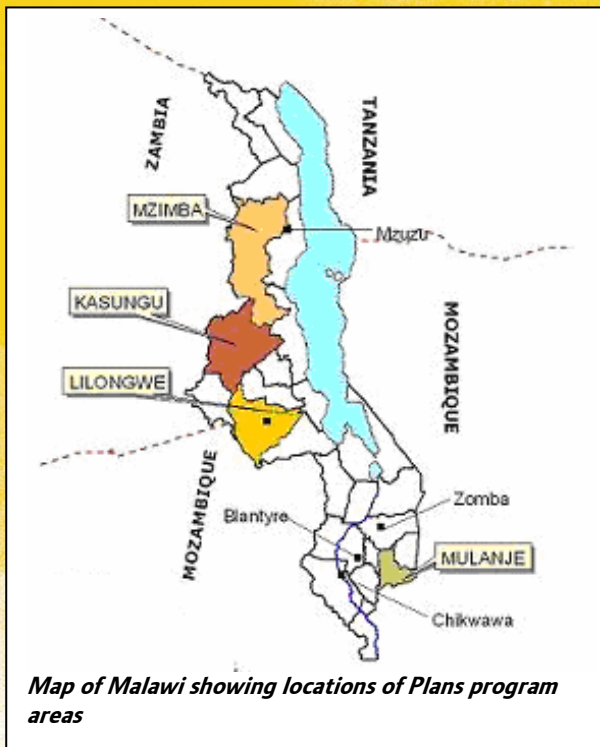 ZAMBIA
TANZANIA
MZIMBA
Mzuzu
KASUNGU
MOZAMBIQUE
LILONGWE
MOZAMBIQUE
Blantyre
Zomba
MULANJE
Chikwawa
Map of Malawi showing locations of Plans program
areas